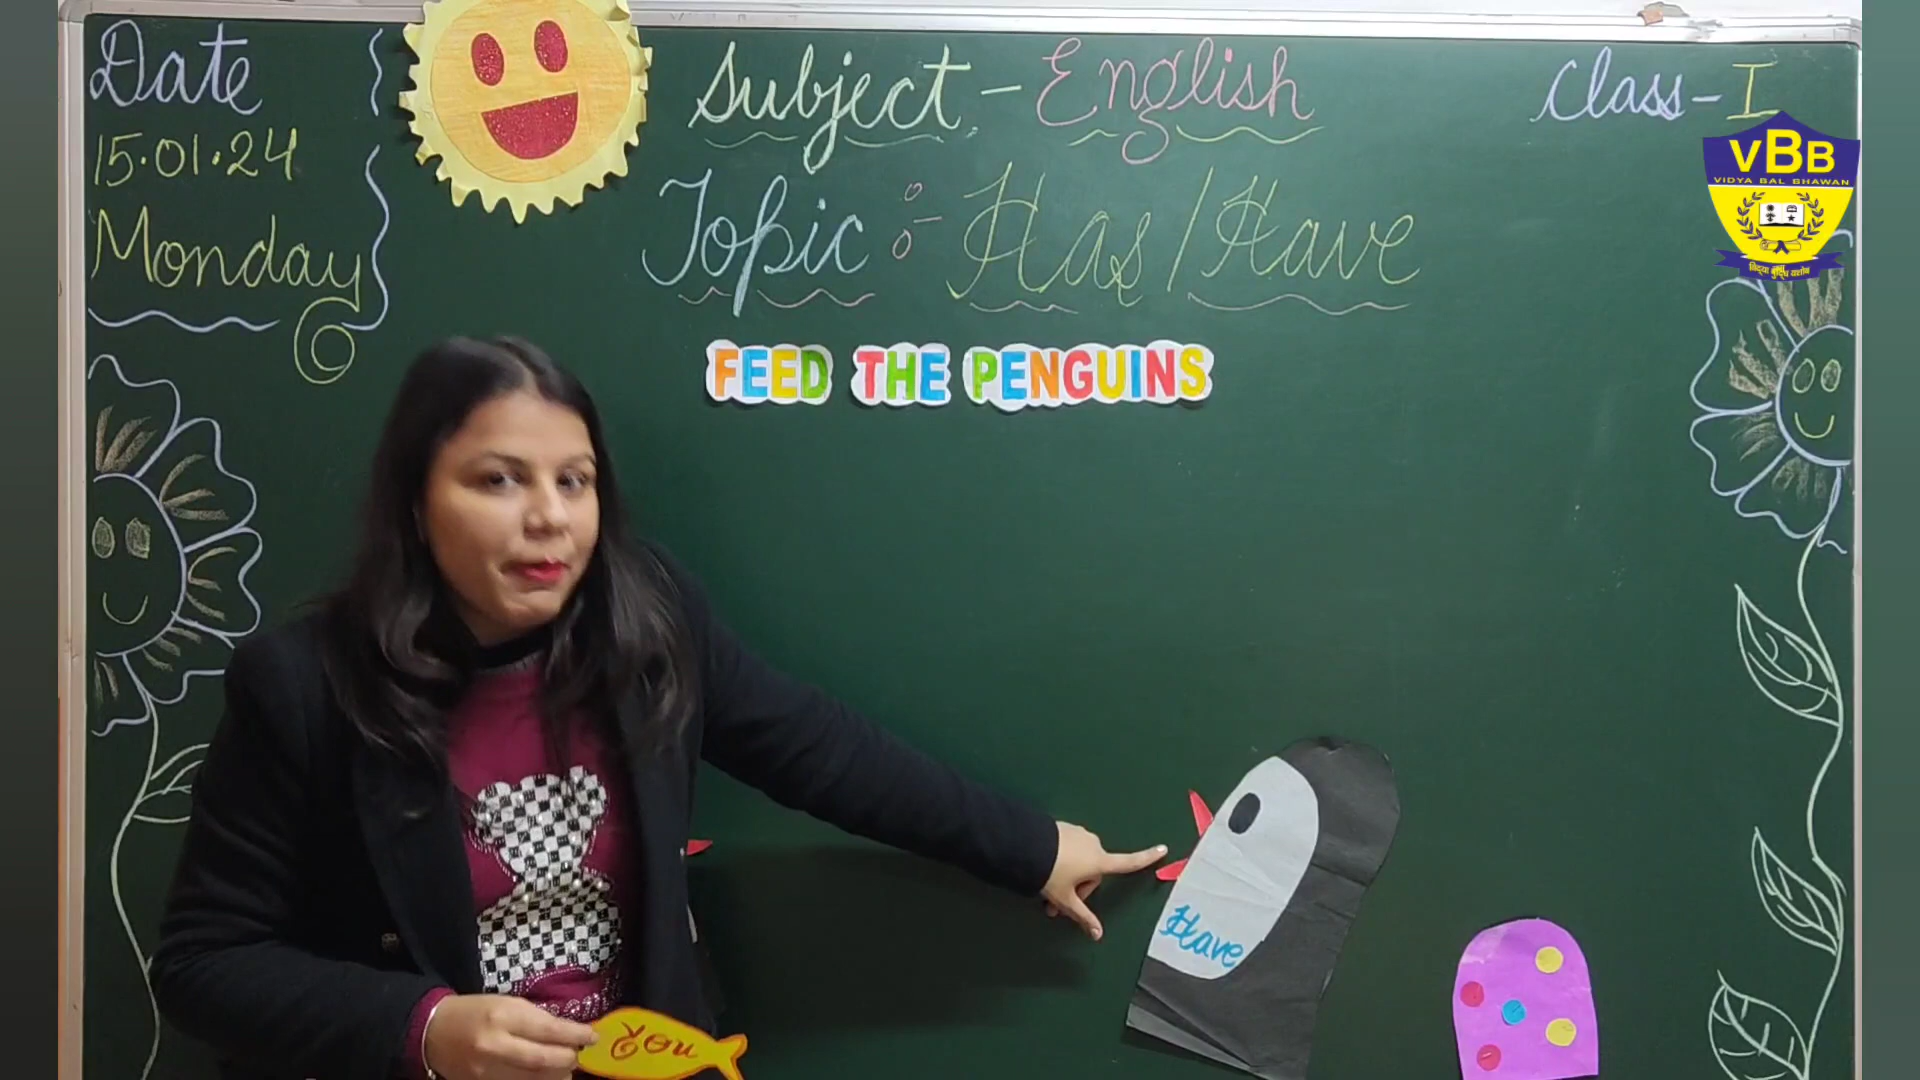 Date
15.01.24
Monday
Subject - English
Topic :- Has/Have
Class - I
VBB
VIDYA BAL BHAWAN
विद्या बुद्धि यशोन
FEED THE PENGUINS
Have
You